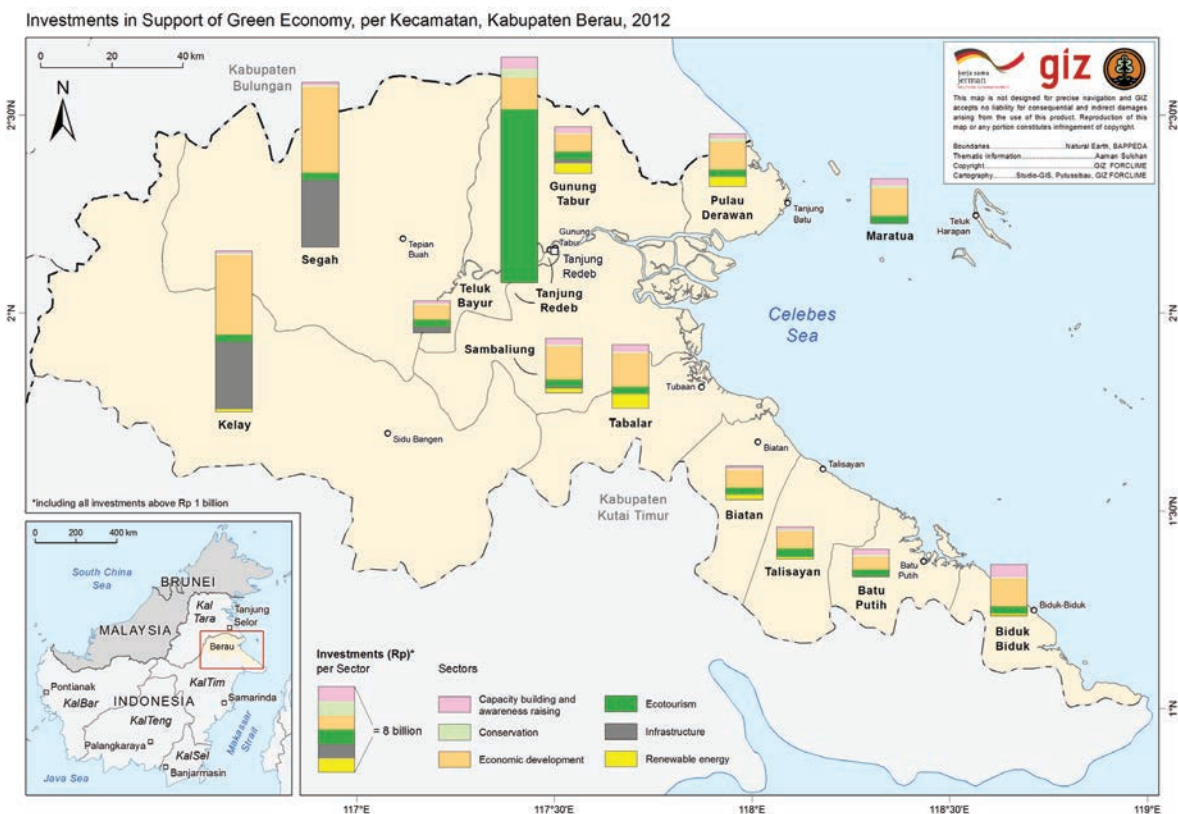 Investments in Support of Green Economy, per Kecamatan, Kabupaten Berau, 2012
0 20 40 km
N
Kabupaten
Bulungan
giz
This map is not designed for precise navigation and GIZ
accepts no liability for consequential and indirect damages
arising from the use of this product. Reproduction of this
map or any portion constitutes infringement of copyright.
Boundaries Natural Earth, BAPPEDA
Thematic Information Aaman Sulchan
Copyright GIZ FORCLIME
Cartography Studio-GIS, Putussibau, GIZ FORCLIME
2°30'N
2°30'N
Gunung
Tabur
Pulau
Derawan
Tanjung
Batu
Maratua
Teluk
Harapan
Segah
Tepian
Buah
Gunung
Tabur
Tanjung
Redeb
Teluk
Bayur
Tanjung
Redeb
2°N
2°N
Celebes
Sea
Sambaliung
Tubaan
Kelay
Tabalar
Sidu Bangen
Biatan
Talisayan
*including all investments above Rp 1 billion
Kabupaten
Kutai Timur
Biatan
1°30'N
Talisayan
Batu
Putih
Batu
Putih
Biduk-Biduk
Biduk
Biduk
0 200 400 km
South China
Sea
BRUNEI
Kal
Tara
Tanjung
Selor
MALAYSIA
Berau
Pontianak
KalBar
INDONESIA
KalTim
Samarinda
KalTeng
Palangkaraya
Makassar
Strait
KalSel
Java Sea
Banjarmasin
Investments (Rp)*
per Sector
= 8 billion
Sectors
Capacity building and
awareness raising
Conservation
Economic development
Ecotourism
Infrastructure
Renewable energy
1°N
117°E
117°30'E
118°E
118°30'E
119°E